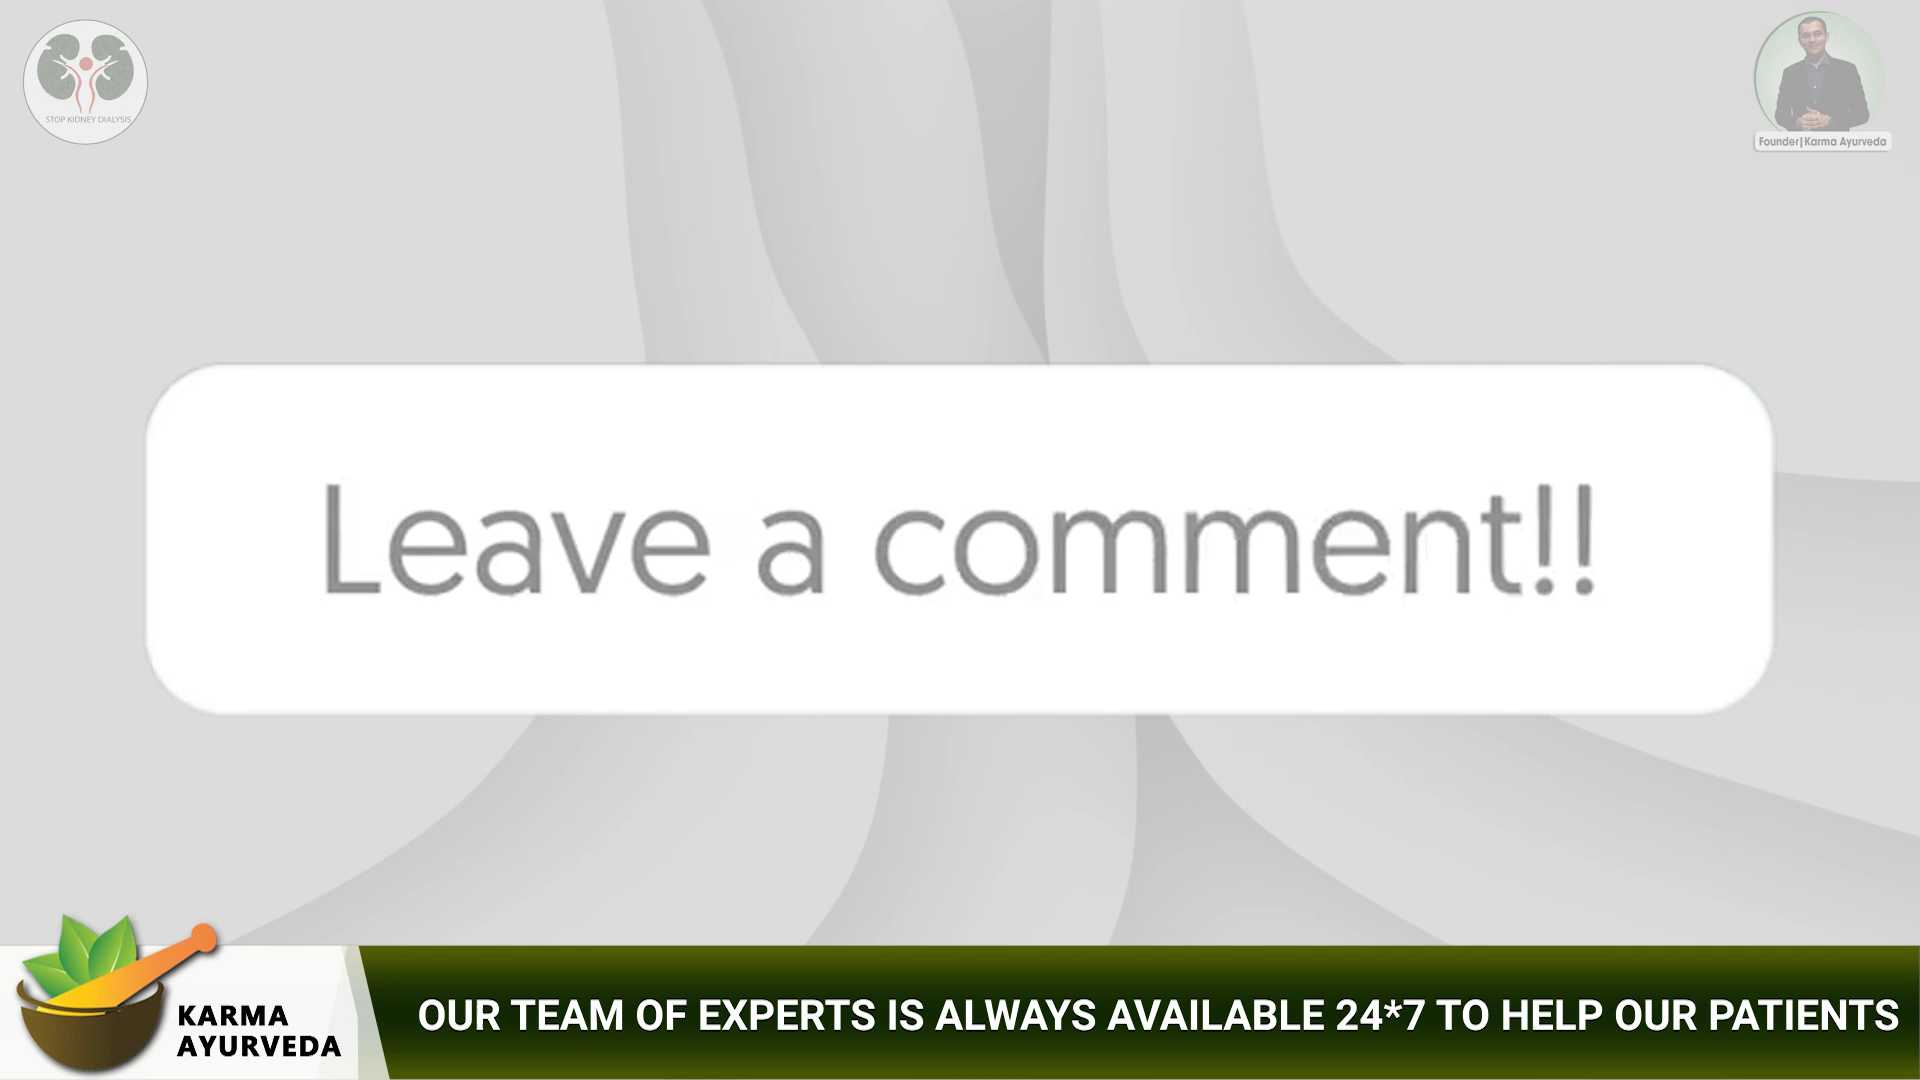 STOP KIDNEY DIALYSIS
Founder|Karma Ayurveda
Leave a comment!!
KARMA
AYURVEDA
OUR TEAM OF EXPERTS IS ALWAYS AVAILABLE 24*7 TO HELP OUR PATIENTS